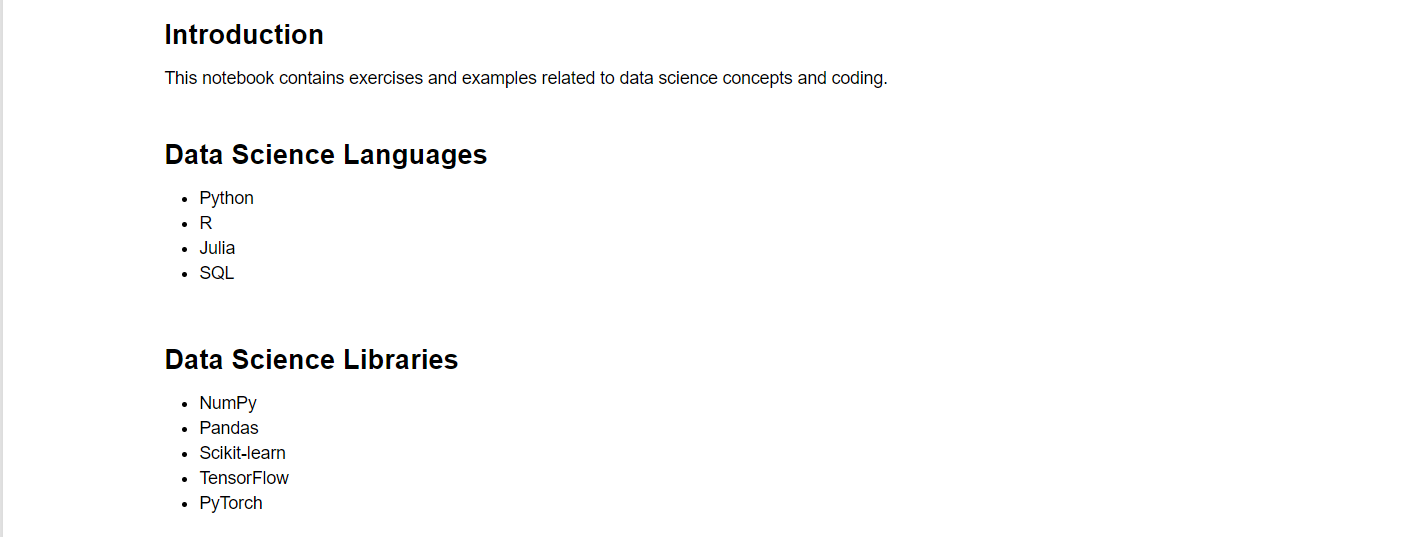 Introduction
This notebook contains exercises and examples related to data science concepts and coding.
Data Science Languages
Python
R
Julia
SQL
Data Science Libraries
NumPy
Pandas
Scikit-learn
TensorFlow
PyTorch